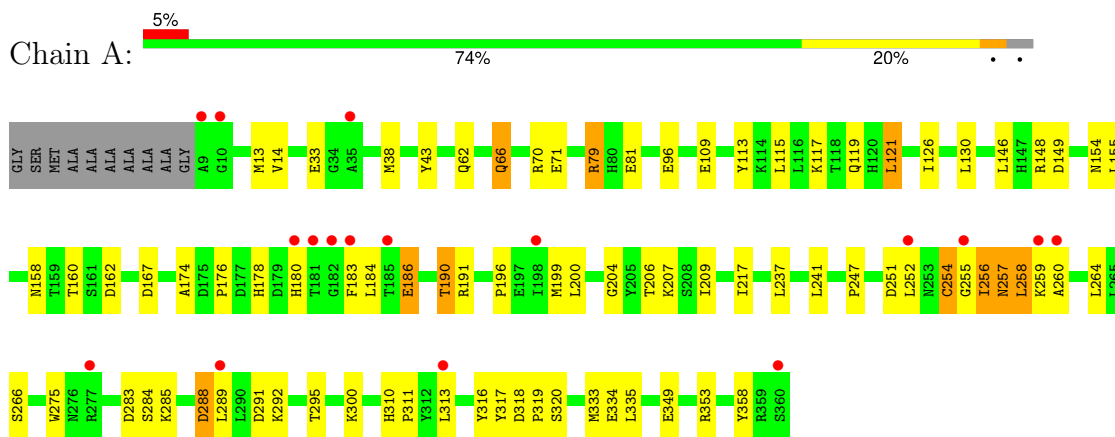 5%
Chain A:
74% 20% • •
GLY SER MET ALA ALA ALA ALA ALA ALA GLY A9 G10 M13 V14 E33 G34 A35 M38 Y43 Q62 Q66 R70 E71 R79 H80 E81 E96 E109 Y113 K114 L115 L116 K117 T118 Q119 H120 L121 I126 L130 L146 H147 R148 D149 N154 L155
N158 T159 T160 S161 D162 D167 A174 D175 P176 D177 H178 D179 H180 T181 G182 F183 L184 T185 E186 T190 R191 P196 E197 I198 M199 L200 G204 Y205 T206 K207 S208 I209 I217 L237 L241 P247 D251 L252 N253 C254 G255 I256 N257 L258 K259 A260 L264 L265
S266 W275 N276 R277 D283 S284 K285 D288 L289 L290 D291 K292 T295 K300 H310 P311 Y312 L313 Y316 Y317 D318 P319 S320 M333 E334 L335 E349 R353 Y358 R359 S360